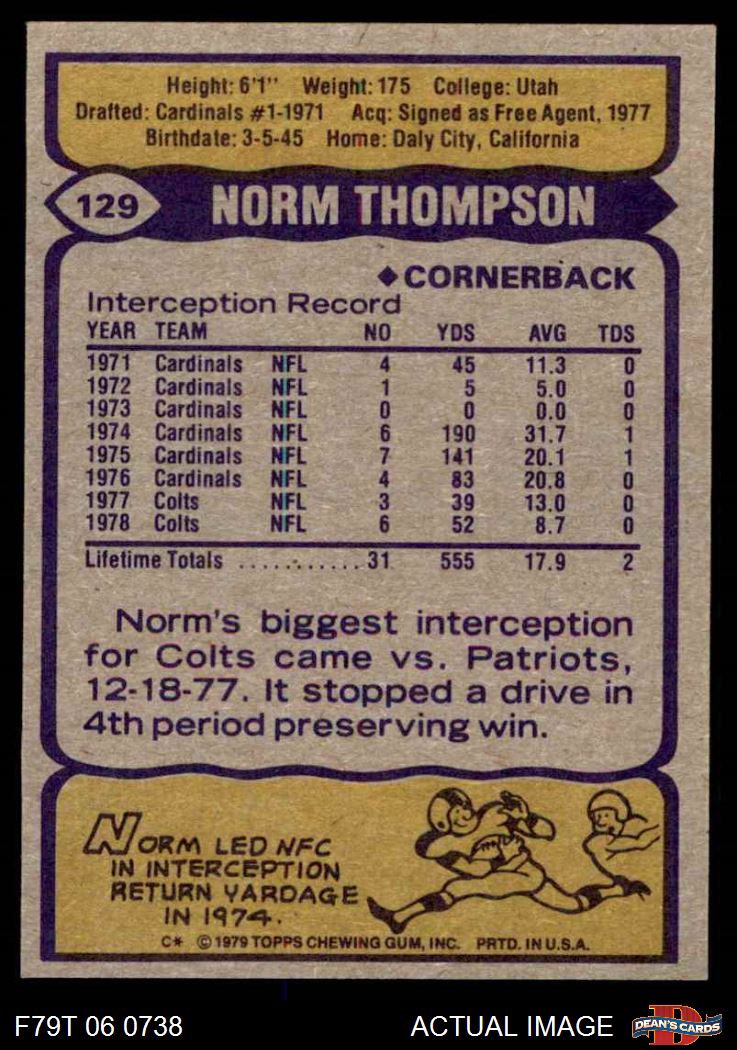 Height: 6'1" Weight: 175 College: Utah
Drafted: Cardinals #1-1971 Acq: Signed as Free Agent, 1977
Birthdate: 3-5-45 Home: Daly City, California
129 NORM THOMPSON
◆CORNERBACK
Interception Record
YEAR TEAM NO YDS AVG TDS
1971 Cardinals NFL 4 45 11.3 0
1972 Cardinals NFL 1 5 5.0 0
1973 Cardinals NFL 0 0 0.0 0
1974 Cardinals NFL 6 190 31.7 1
1975 Cardinals NFL 7 141 20.1 1
1976 Cardinals NFL 4 83 20.8 0
1977 Colts NFL 3 39 13.0 0
1978 Colts NFL 6 52 8.7 0
Lifetime Totals ........... 31 555 17.9 2
Norm's biggest interception
for Colts came vs. Patriots,
12-18-77. It stopped a drive in
4th period preserving win.
NORM LED NFC
IN INTERCEPTION
RETURN YARDAGE
IN 1974.
C* © 1979 TOPPS CHEWING GUM, INC. PRTD. IN U.S.A.
F79T 06 0738 ACTUAL IMAGE D DEAN'S CARDS